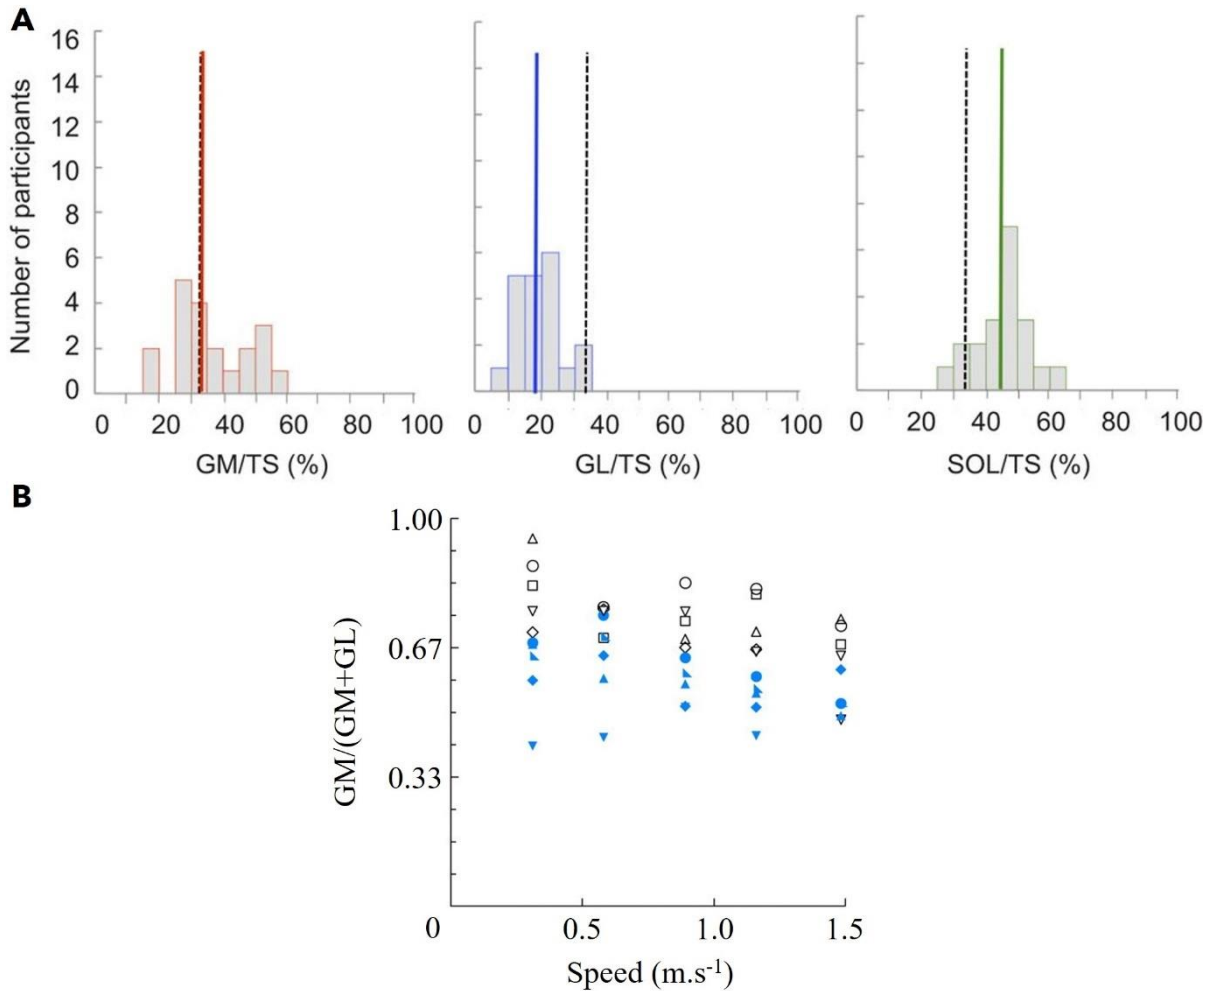 A
Number of participants
16
14
12
10
8
6
4
2
0
0 20 40 60 80 100
GM/TS (%)
0 20 40 60 80 100
GL/TS (%)
0 20 40 60 80 100
SOL/TS (%)
B
GM/(GM+GL)
1.00
0.67
0.33
0 0.5 1.0 1.5
Speed (m.s⁻¹)